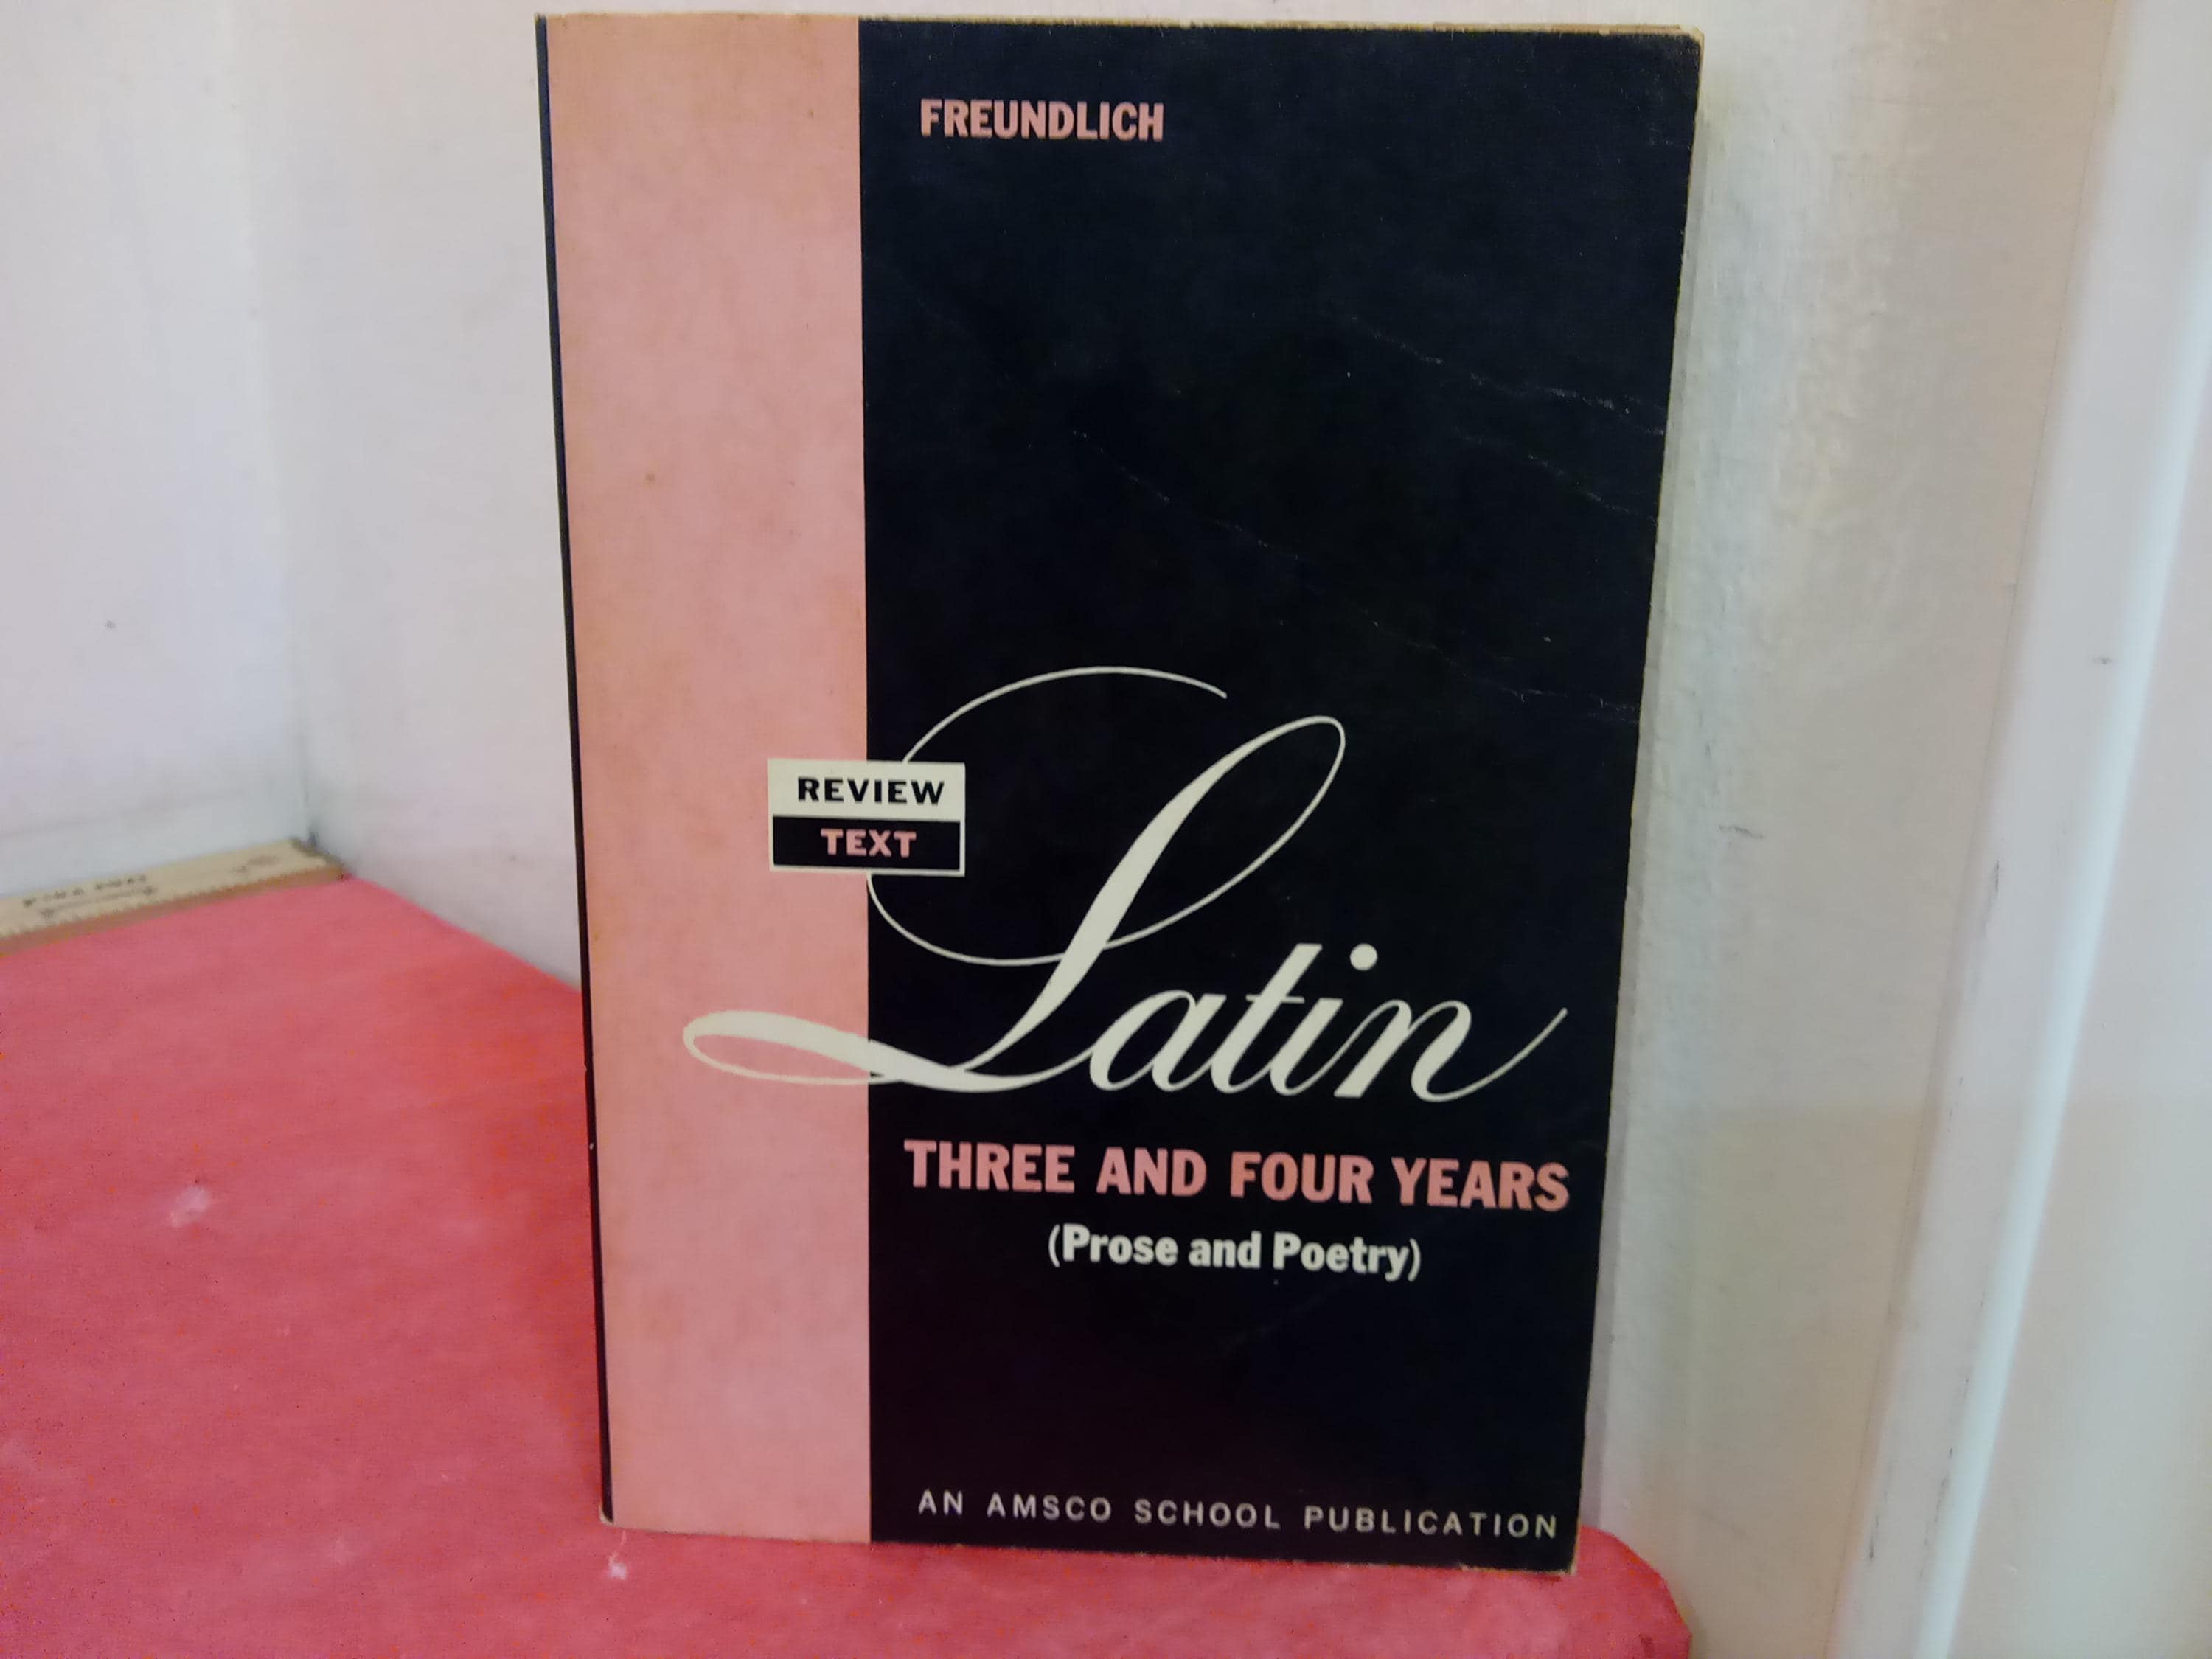 FREUNDLICH
REVIEW
TEXT
Latin
THREE AND FOUR YEARS
(Prose and Poetry)
AN AMSCO SCHOOL PUBLICATION